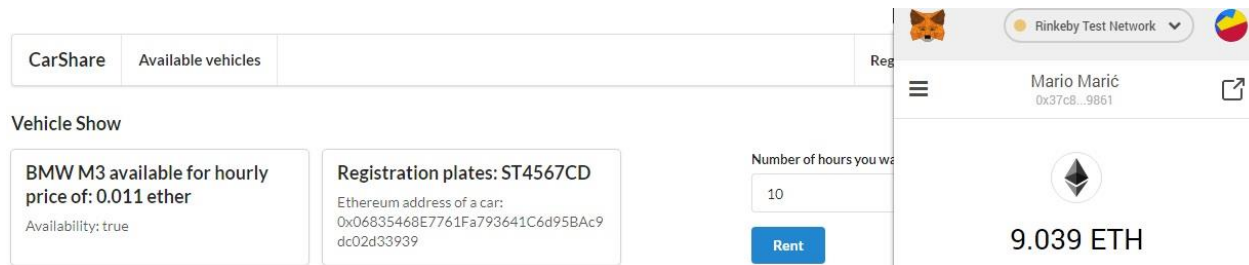 CarShare
Available vehicles
Reg
Vehicle Show
BMW M3 available for hourly
price of: 0.011 ether
Availability: true
Registration plates: ST4567CD
Ethereum address of a car:
0x06835468E7761Fa793641C6d95BAc9
dc02d33939
Number of hours you wa
10
Rent
Rinkeby Test Network
Mario Marić
0x37c8...9861
9.039 ETH